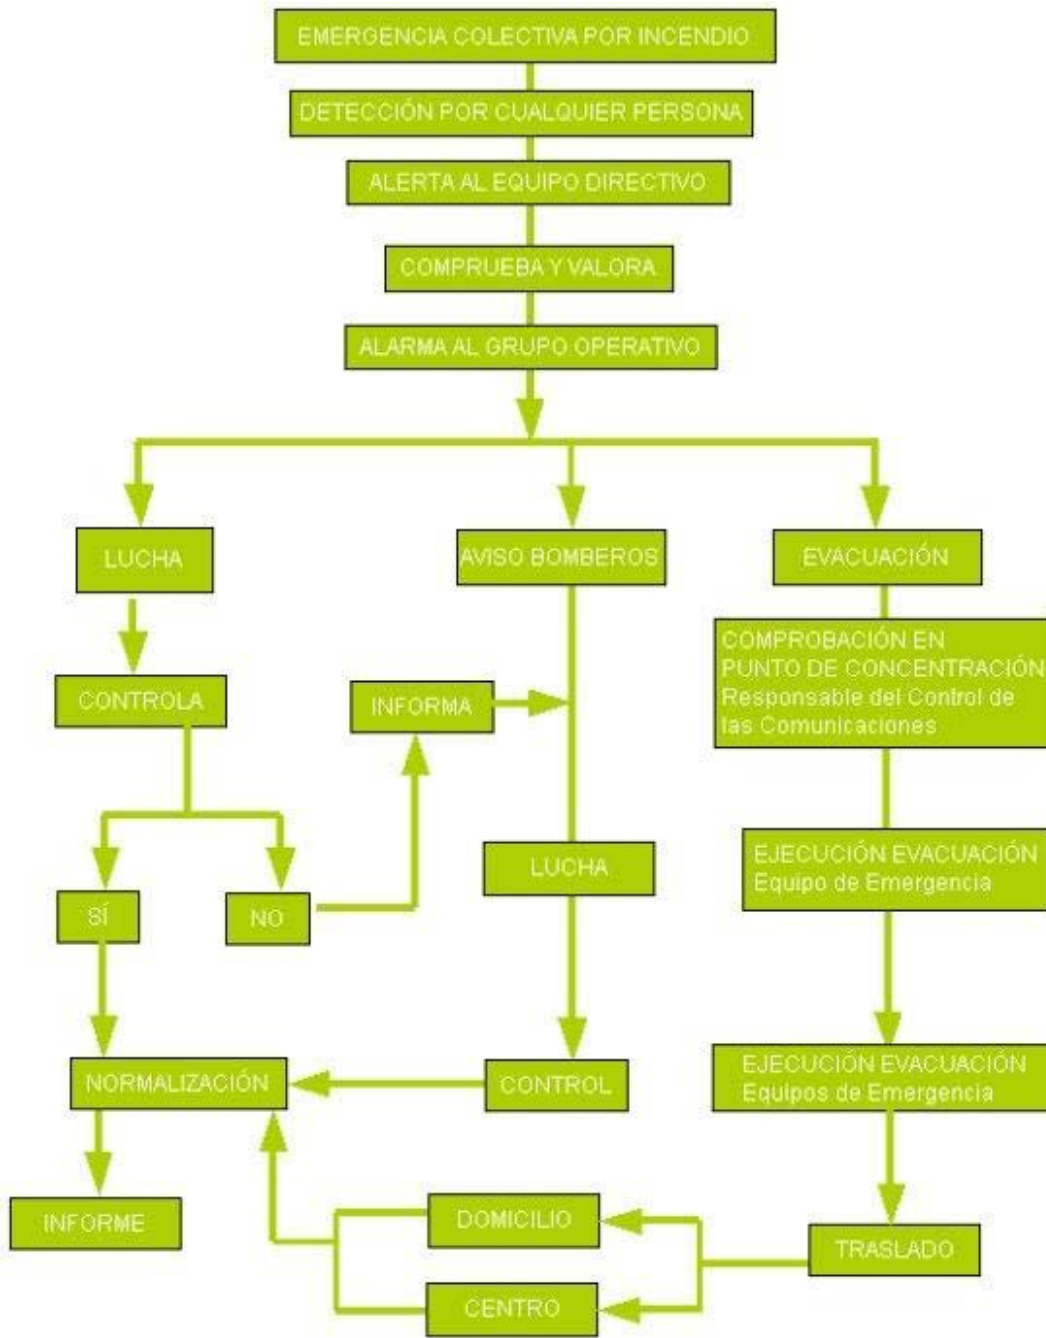 EMERGENCIA COLECTIVA POR INCENDIO
DETECCIÓN POR CUALQUIER PERSONA
ALERTA AL EQUIPO DIRECTIVO
COMPRUEBA Y VALORA
ALARMA AL GRUPO OPERATIVO
LUCHA
AVISO BOMBEROS
EVACUACIÓN
COMPROBACIÓN EN
PUNTO DE CONCENTRACIÓN
Responsable del Control de
las Comunicaciones
CONTROLA
INFORMA
LUCHA
EJECUCIÓN EVACUACIÓN
Equipo de Emergencia
SÍ
NO
NORMALIZACIÓN
CONTROL
EJECUCIÓN EVACUACIÓN
Equipos de Emergencia
INFORME
DOMICILIO
TRASLADO
CENTRO